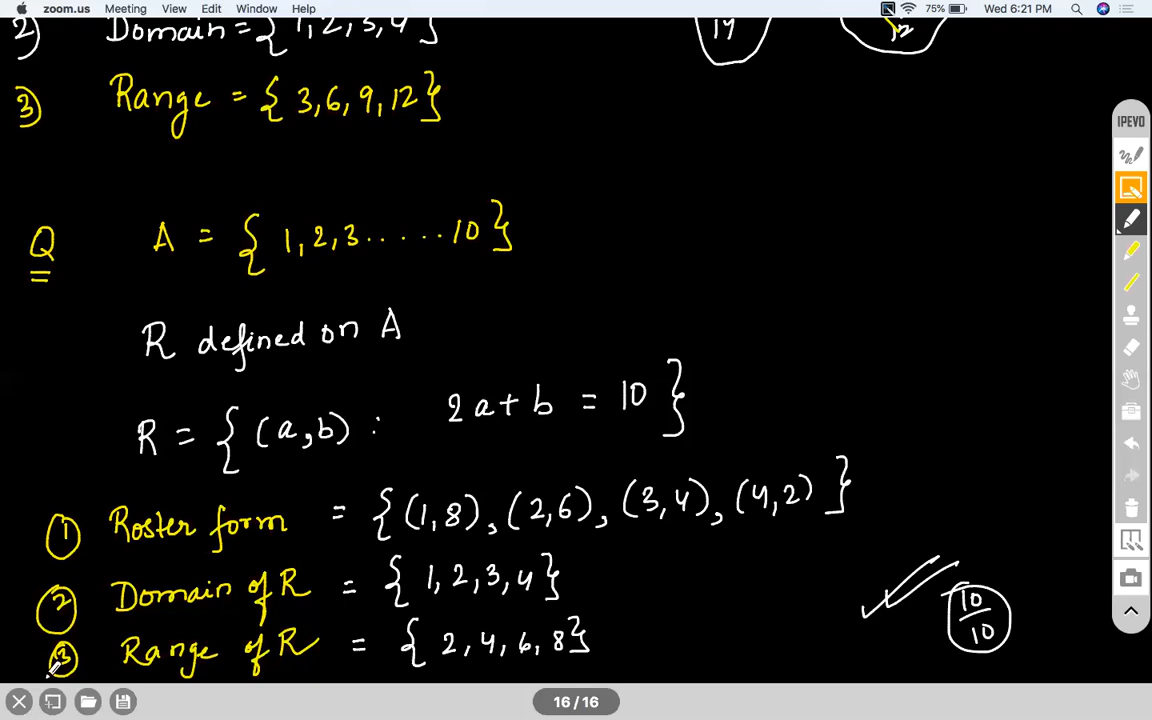 zoom.us Meeting View Edit Window Help 75% Wed 6:21 PM
2) Domain = { 1, 2, 3, 4 }
14 12
3) Range = { 3, 6, 9, 12 }
IPEVO
Q A = { 1, 2, 3 ...... 10 }
R defined on A
R = { (a, b) : 2a + b = 10 }
1 Roster form = { (1, 8), (2, 6), (3, 4), (4, 2) }
2 Domain of R = { 1, 2, 3, 4 }
3 Range of R = { 2, 4, 6, 8 }
10/10
16 / 16